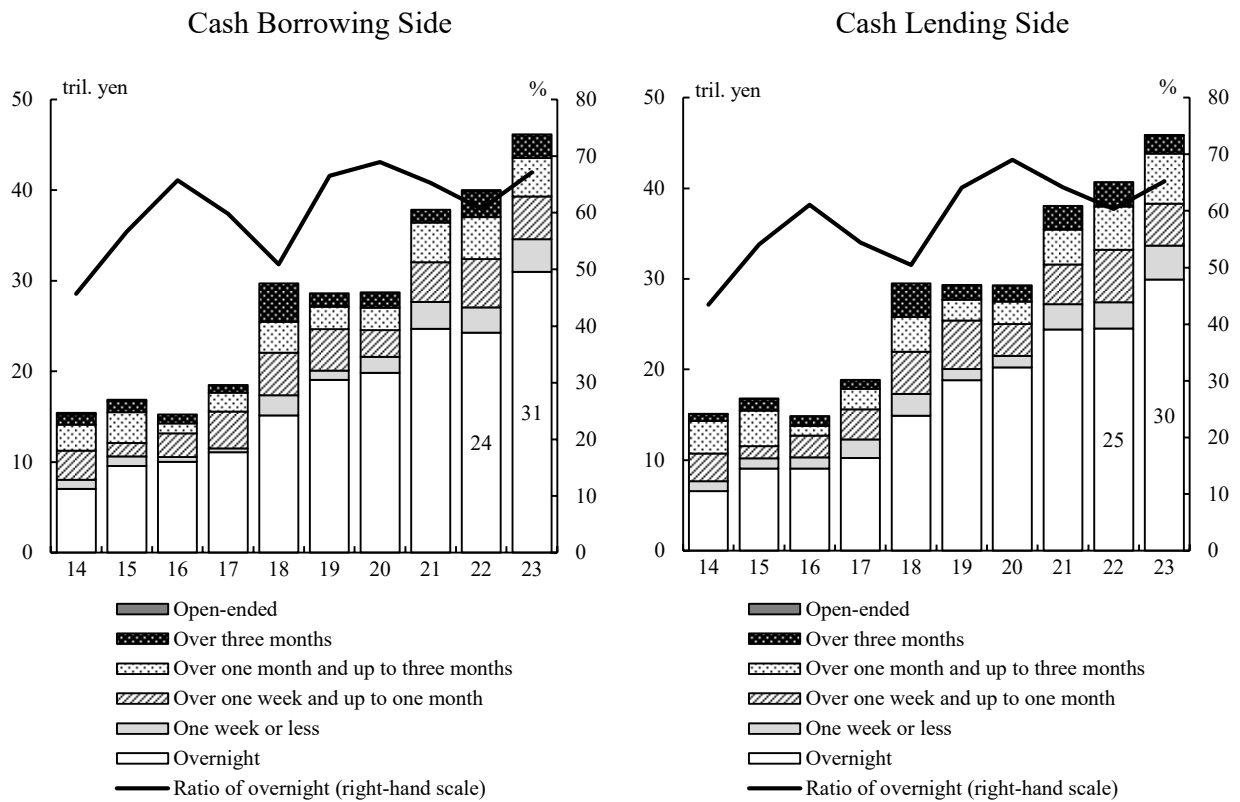 Cash Borrowing Side
tril. yen
%
50
40
30
20
10
0
80
70
60
50
40
30
20
10
0
24
31
14 15 16 17 18 19 20 21 22 23
Open-ended
Over three months
Over one month and up to three months
Over one week and up to one month
One week or less
Overnight
Ratio of overnight (right-hand scale)
Cash Lending Side
tril. yen
%
50
40
30
20
10
0
80
70
60
50
40
30
20
10
0
25
30
14 15 16 17 18 19 20 21 22 23
Open-ended
Over three months
Over one month and up to three months
Over one week and up to one month
One week or less
Overnight
Ratio of overnight (right-hand scale)